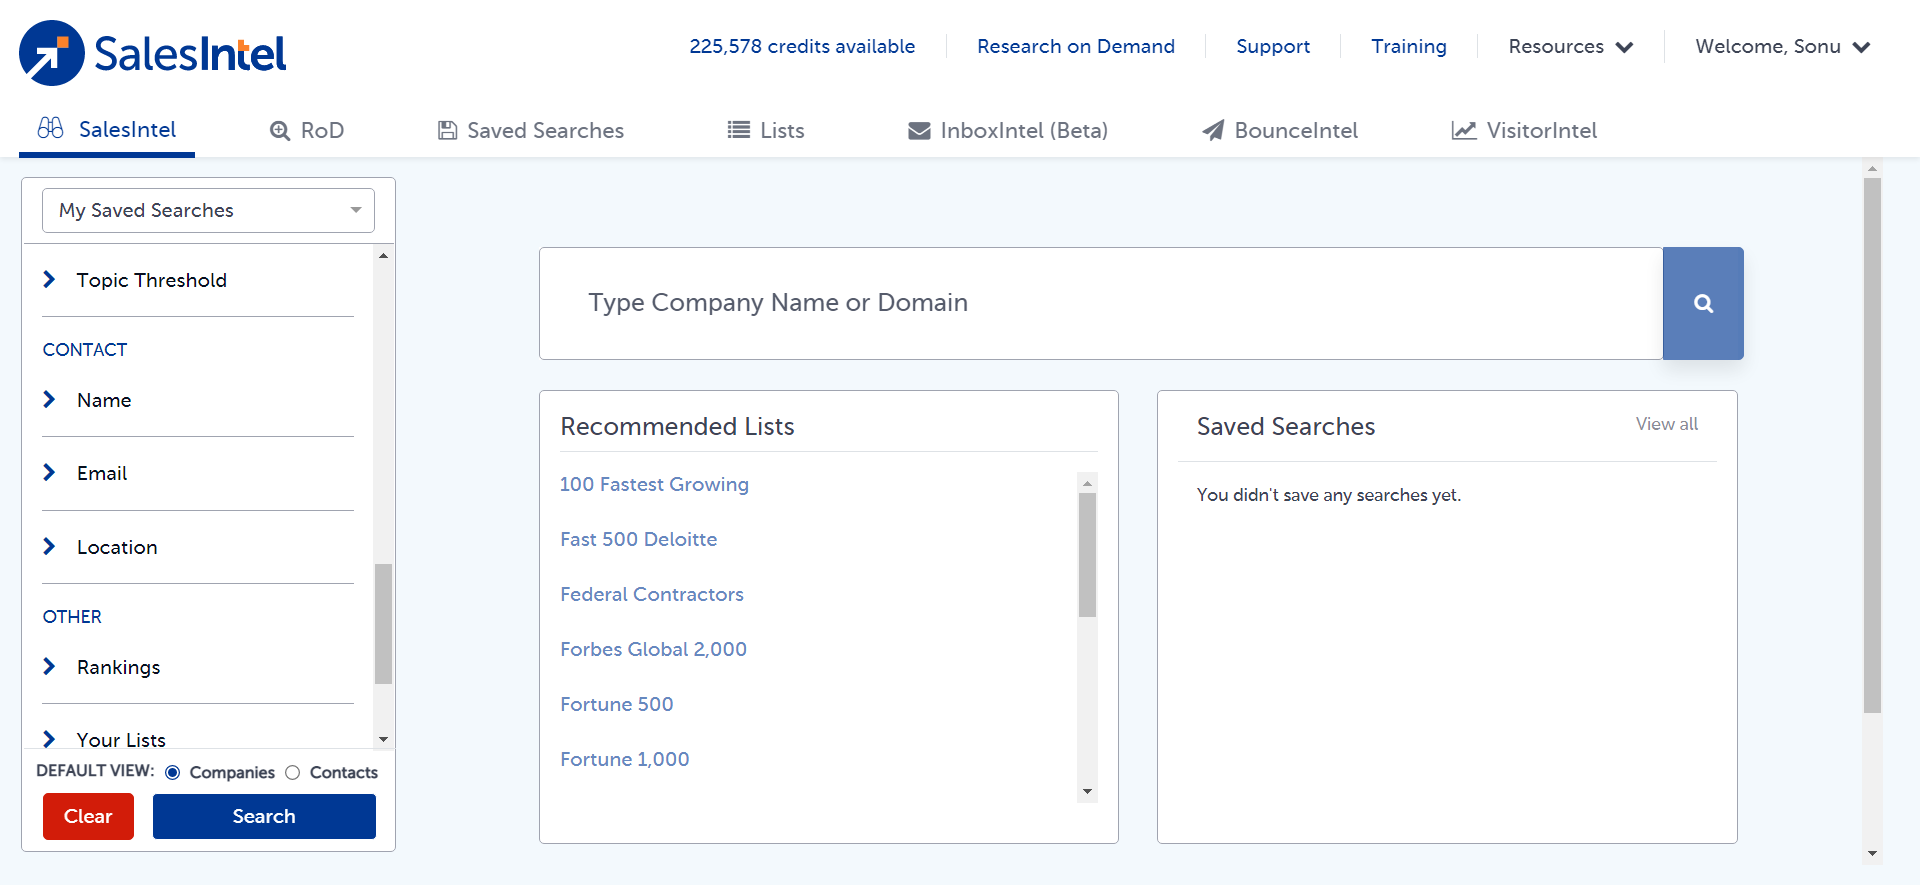 SalesIntel
225,578 credits available
Research on Demand
Support
Training
Resources
Welcome, Sonu
SalesIntel
RoD
Saved Searches
Lists
InboxIntel (Beta)
BounceIntel
VisitorIntel
My Saved Searches
Topic Threshold
CONTACT
Name
Email
Location
OTHER
Rankings
Your Lists
DEFAULT VIEW: Companies Contacts
Clear
Search
Type Company Name or Domain
Recommended Lists
100 Fastest Growing
Fast 500 Deloitte
Federal Contractors
Forbes Global 2,000
Fortune 500
Fortune 1,000
Saved Searches
View all
You didn't save any searches yet.